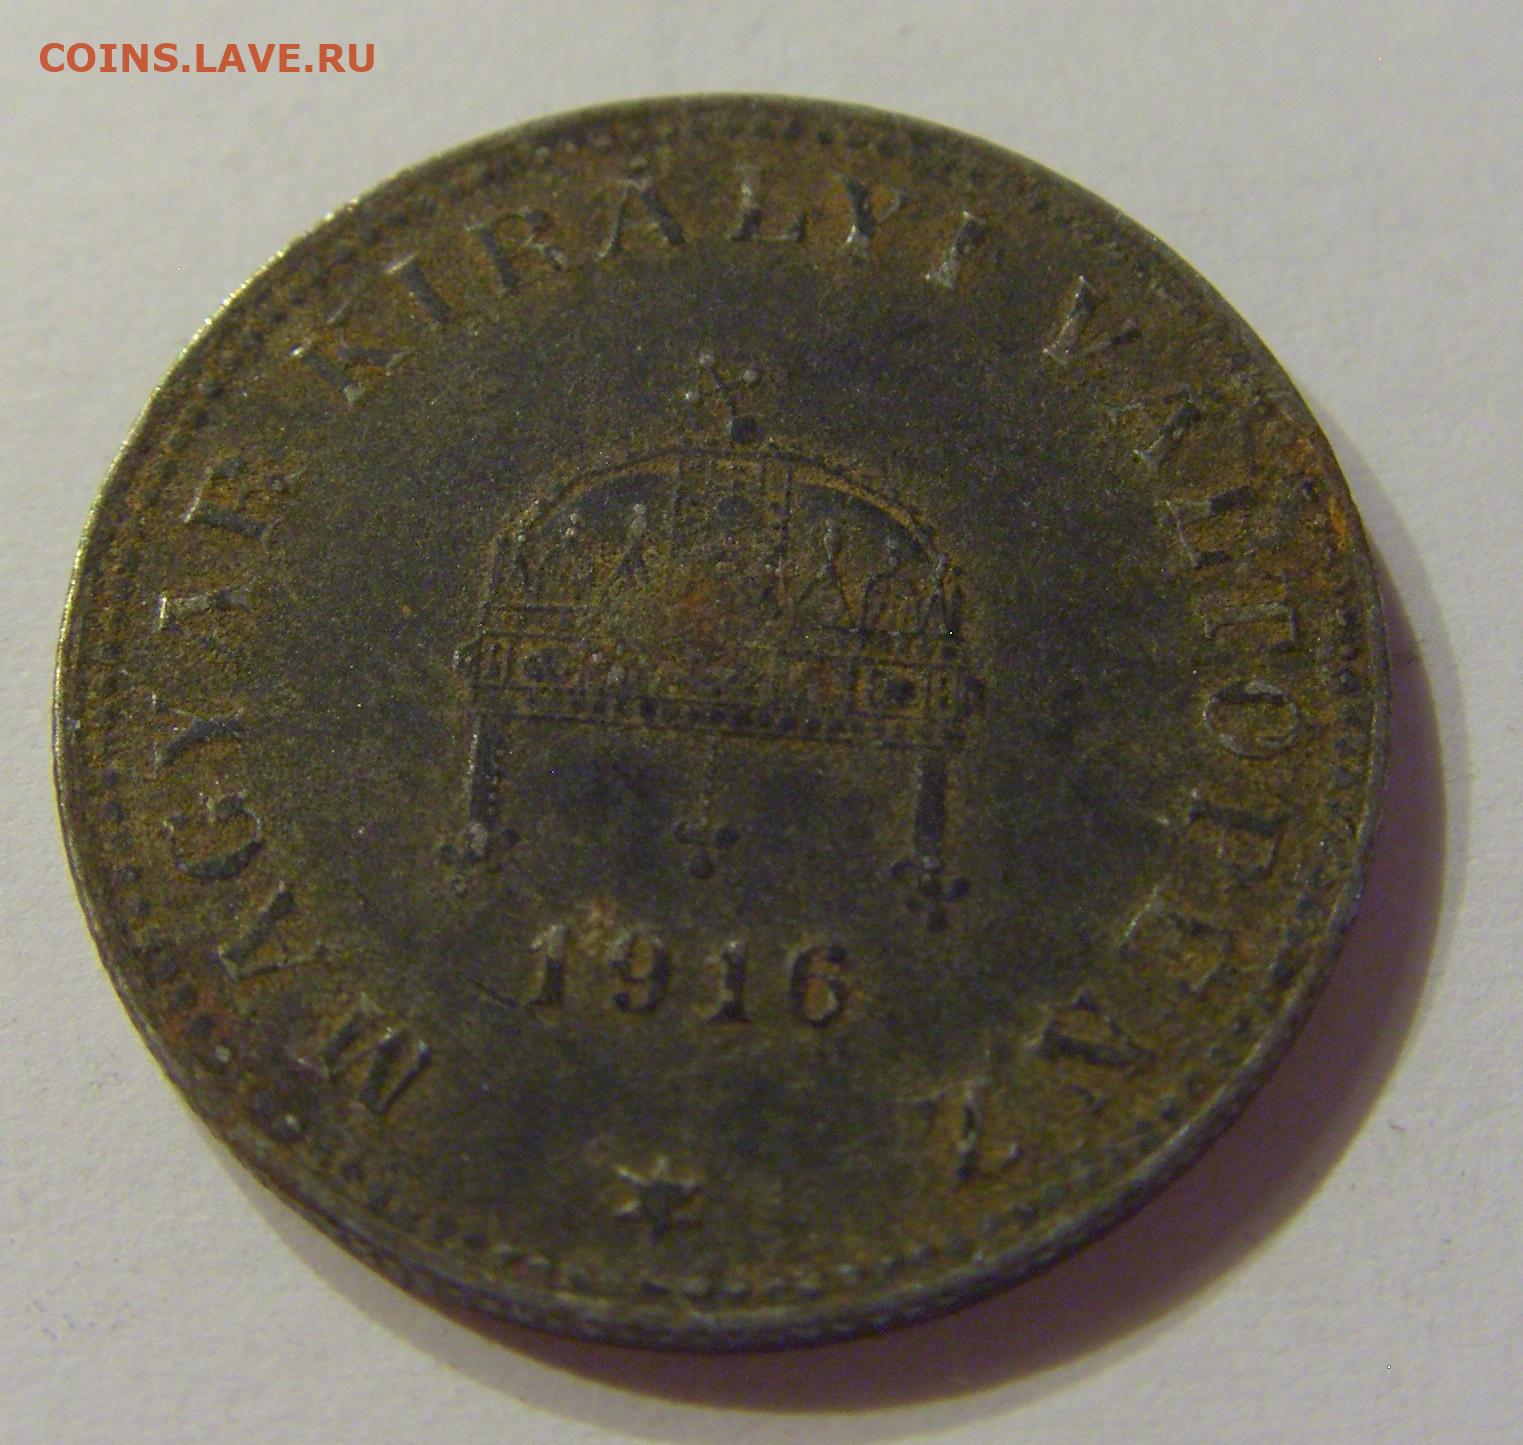 COINS.LAVE.RU
MAGYAR KIRÁLYI VÁLTÓPÉNZ
1916